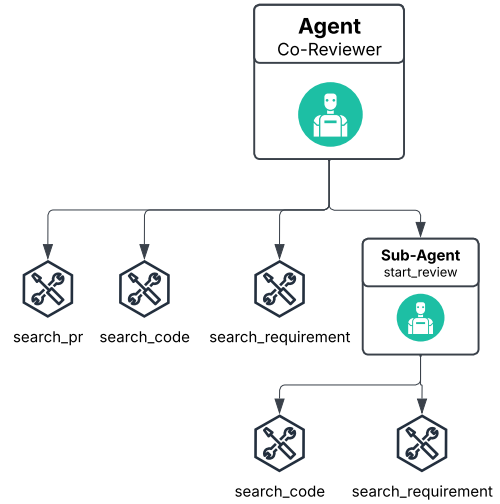 Agent
Co-Reviewer
Sub-Agent
start_review
search_pr
search_code
search_requirement
search_code
search_requirement